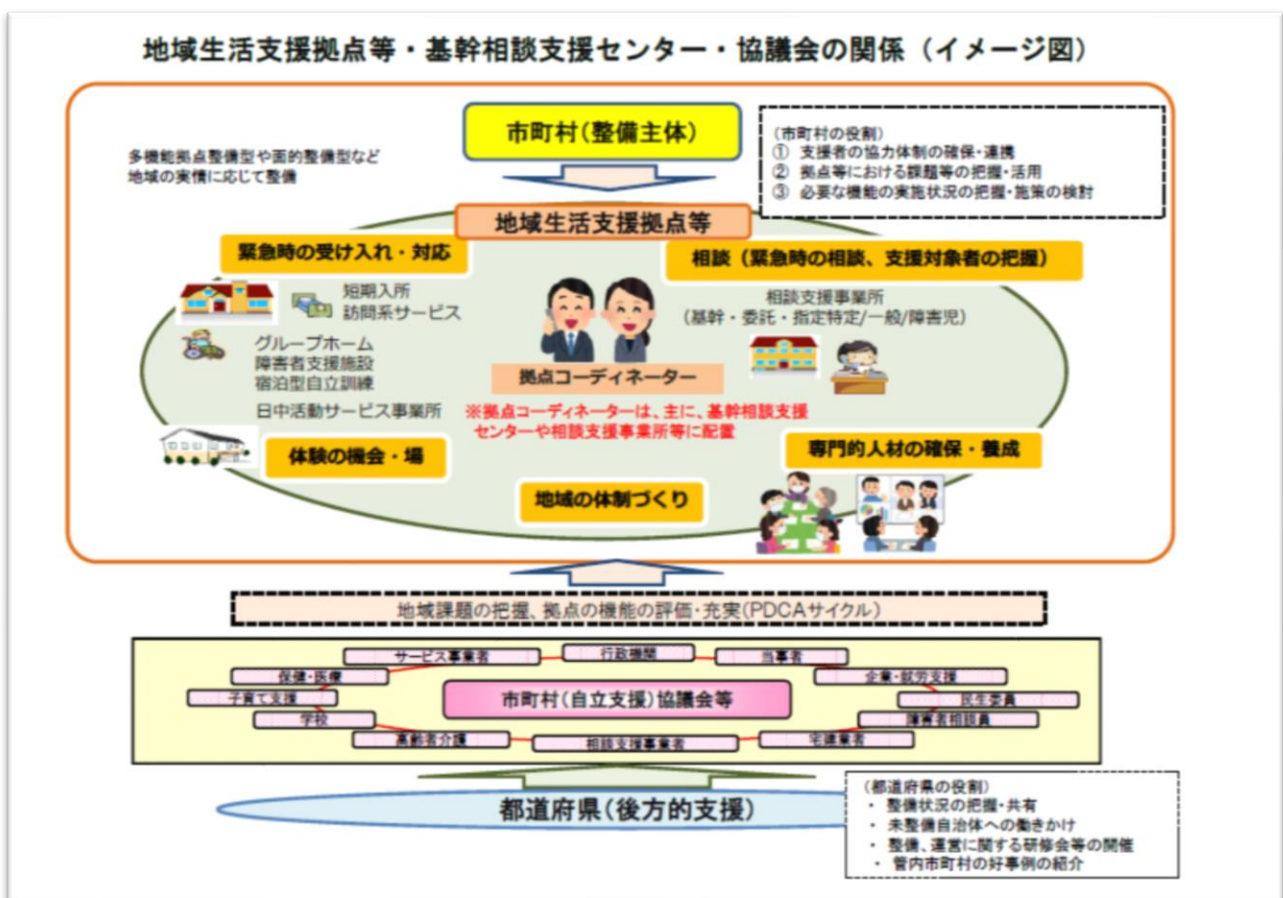 地域生活支援拠点等・基幹相談支援センター・協議会の関係（イメージ図）
市町村（整備主体）
（市町村の役割）
① 支援者の協力体制の確保・連携
② 拠点等における課題等の把握・活用
③ 必要な機能の実施状況の把握・施策の検討
多機能拠点整備型や面的整備型など
地域の実情に応じて整備
地域生活支援拠点等
緊急時の受け入れ・対応
短期入所
訪問系サービス
グループホーム
障害者支援施設
宿泊型自立訓練
日中活動サービス事業所
相談（緊急時の相談、支援対象者の把握）
相談支援事業所
（基幹・委託・指定特定/一般/障害児）
拠点コーディネーター
※拠点コーディネーターは、主に、基幹相談支援
センターや相談支援事業所等に配置
体験の機会・場
専門的人材の確保・養成
地域の体制づくり
地域課題の把握、拠点の機能の評価・充実（PDCAサイクル）
サービス事業者
行政機関
当事者
保健・医療
企業・就労支援
子育て支援
市町村（自立支援）協議会等
民生委員
学校
障害者相談員
高齢者介護
相談支援事業者
宅建業者
都道府県（後方的支援）
（都道府県の役割）
・ 整備状況の把握・共有
・ 未整備自治体への働きかけ
・ 整備、運営に関する研修会等の開催
・ 管内市町村の好事例の紹介